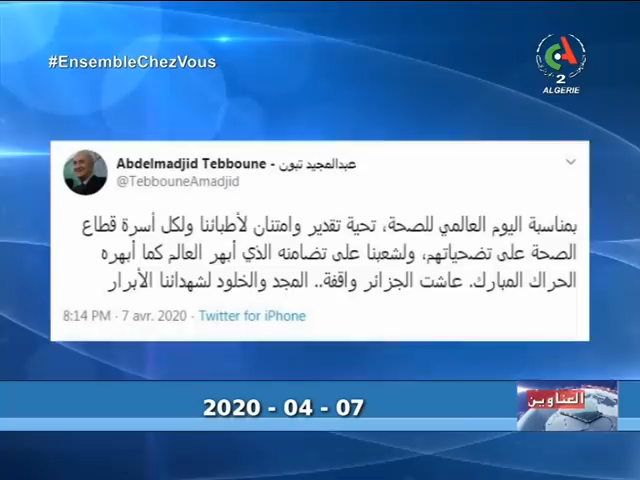 #EnsembleChezVous
2
ALGERIE
Abdelmadjid Tebboune - عبدالمجيد تبون
@TebbouneAmadjid
بمناسبة اليوم العالمي للصحة، تحية تقدير وامتنان لأطبائنا ولكل أسرة قطاع
الصحة على تضحياتهم، ولشعبنا على تضامنه الذي أبهر العالم كما أبهره
الحراك المبارك. عاشت الجزائر واقفة.. المجد والخلود لشهدائنا الأبرار
8:14 PM · 7 avr. 2020 · Twitter for iPhone
2020 - 04 - 07
العناوين